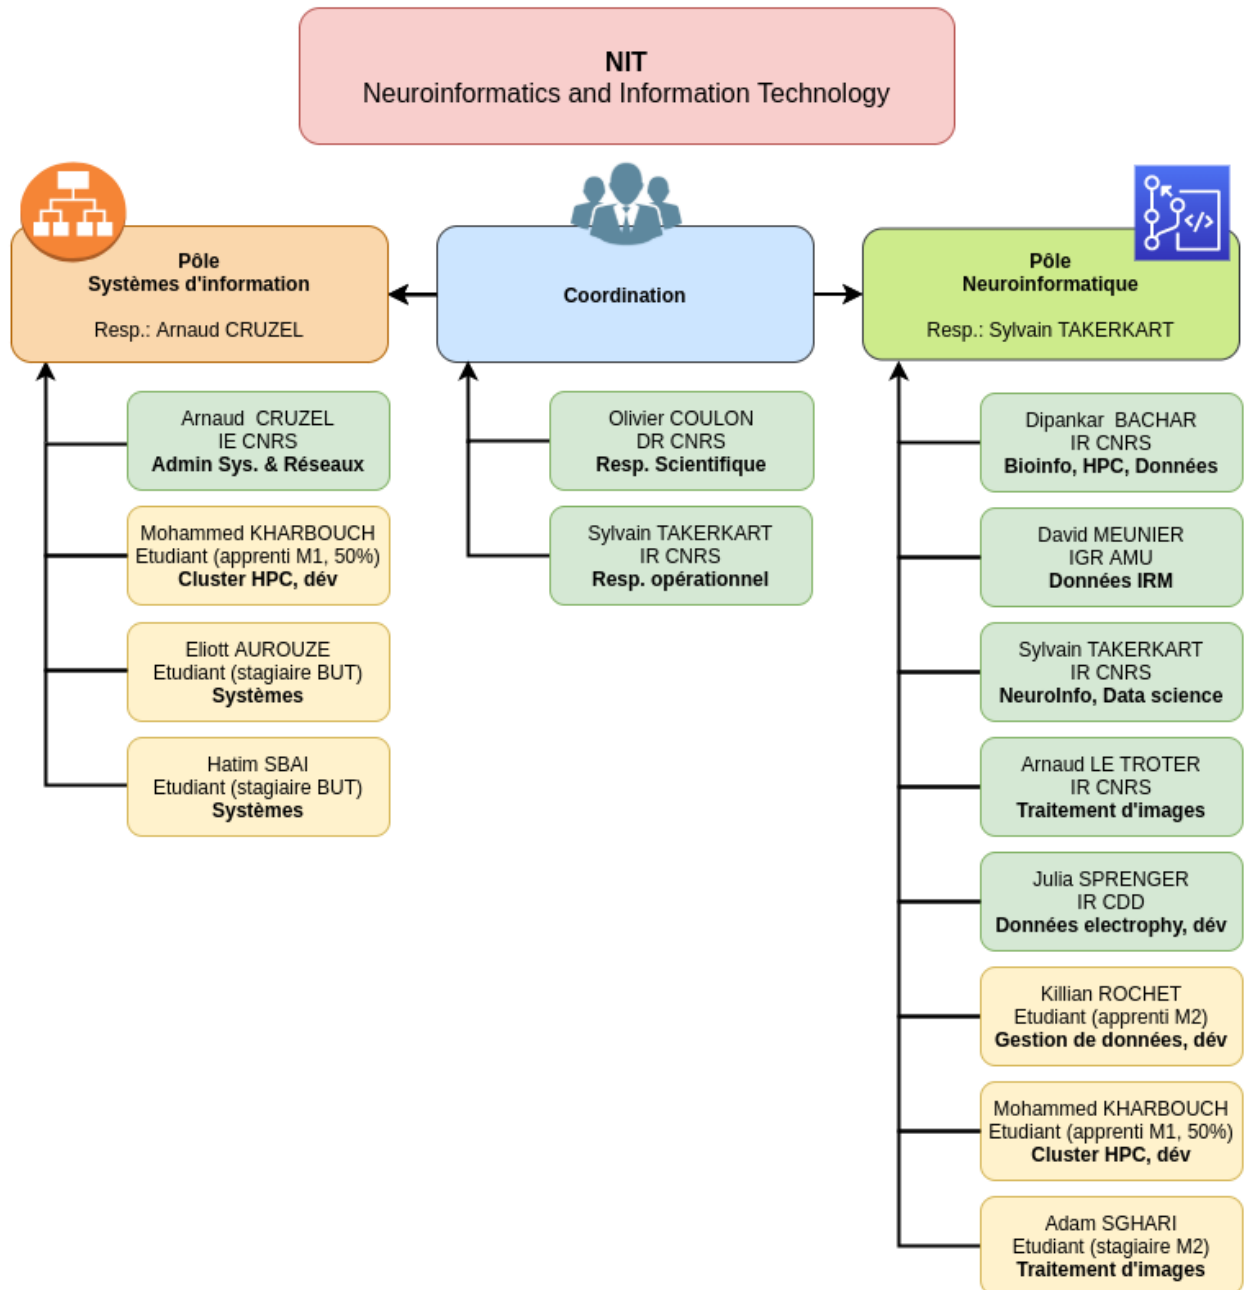 NIT
Neuroinformatics and Information Technology
Pôle
Systèmes d'information
Resp.: Arnaud CRUZEL
Arnaud CRUZEL
IE CNRS
Admin Sys. & Réseaux
Mohammed KHARBOUCH
Etudiant (apprenti M1, 50%)
Cluster HPC, dév
Eliott AUROUZE
Etudiant (stagiaire BUT)
Systèmes
Hatim SBAI
Etudiant (stagiaire BUT)
Systèmes
Coordination
Olivier COULON
DR CNRS
Resp. Scientifique
Sylvain TAKERKART
IR CNRS
Resp. opérationnel
Pôle
Neuroinformatique
Resp.: Sylvain TAKERKART
Dipankar BACHAR
IR CNRS
Bioinfo, HPC, Données
David MEUNIER
IGR AMU
Données IRM
Sylvain TAKERKART
IR CNRS
NeuroInfo, Data science
Arnaud LE TROTER
IR CNRS
Traitement d'images
Julia SPRENGER
IR CDD
Données electrophy, dév
Killian ROCHET
Etudiant (apprenti M2)
Gestion de données, dév
Mohammed KHARBOUCH
Etudiant (apprenti M1, 50%)
Cluster HPC, dév
Adam SGHARI
Etudiant (stagiaire M2)
Traitement d'images